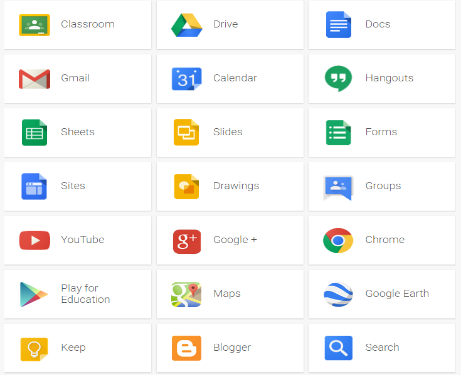 Classroom
Drive
Docs
Gmail
31
Calendar
Hangouts
Sheets
Slides
Forms
Sites
Drawings
Groups
YouTube
g+
Google +
Chrome
Play for
Education
Maps
Google Earth
Keep
Blogger
Search